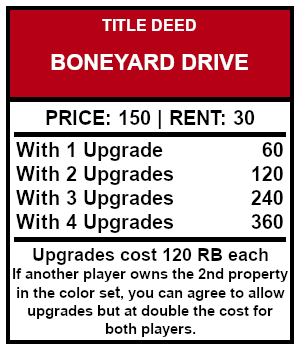 TITLE DEED
BONEYARD DRIVE
PRICE: 150 | RENT: 30
With 1 Upgrade 60
With 2 Upgrades 120
With 3 Upgrades 240
With 4 Upgrades 360
Upgrades cost 120 RB each
If another player owns the 2nd property
in the color set, you can agree to allow
upgrades but at double the cost for
both players.